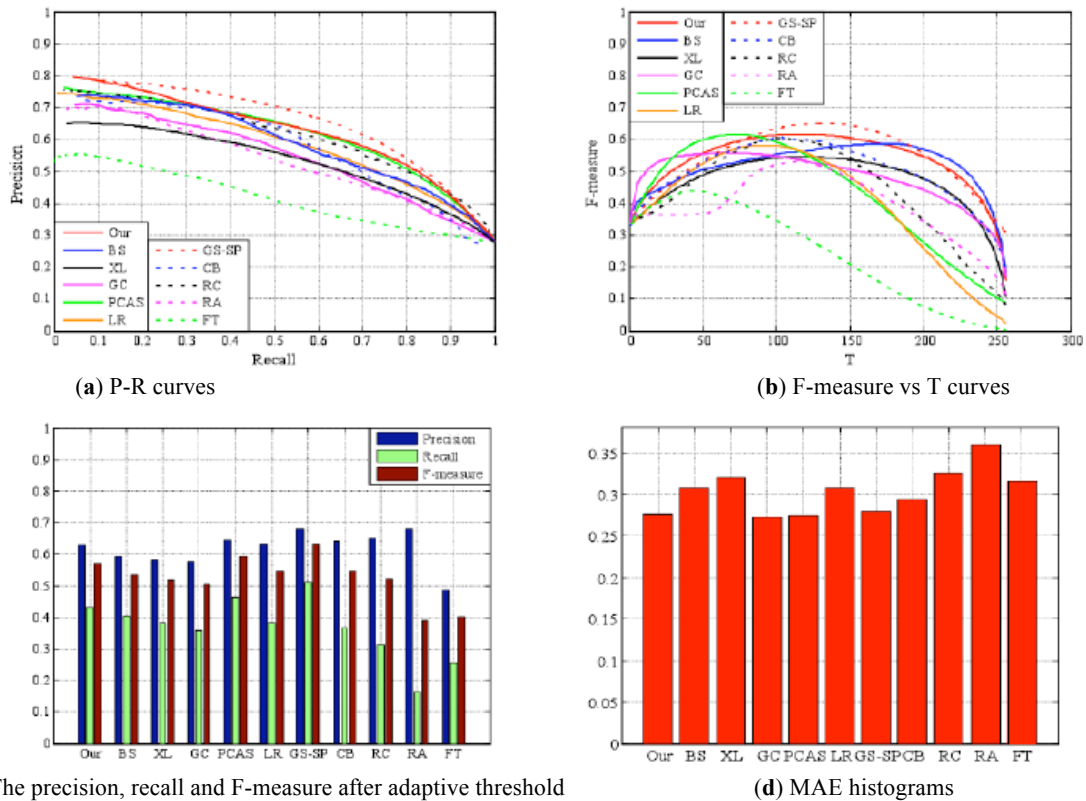 1
0.9
0.8
0.7
0.6
0.5
0.4
0.3
0.2
0.1
0
Precision
Our
BS
XL
GC
PCAS
LR
GS-SP
CB
RC
RA
FT
0.1 0.2 0.3 0.4 0.5 0.6 0.7 0.8 0.9 1
Recall
(a) P-R curves
1
0.9
0.8
0.7
0.6
0.5
0.4
0.3
0.2
0.1
0
F-measure
Our
BS
XL
GC
PCAS
LR
GS-SP
CB
RC
RA
FT
0 50 100 150 200 250 300
T
(b) F-measure vs T curves
1
0.9
0.8
0.7
0.6
0.5
0.4
0.3
0.2
0.1
0
Precision
Recall
F-measure
Our BS XL GC PCAS LR GS-SP CB RC RA FT
he precision, recall and F-measure after adaptive threshold
0.35
0.3
0.25
0.2
0.15
0.1
0.05
0
Our BS XL GC PCAS LR GS-SP CB RC RA FT
(d) MAE histograms